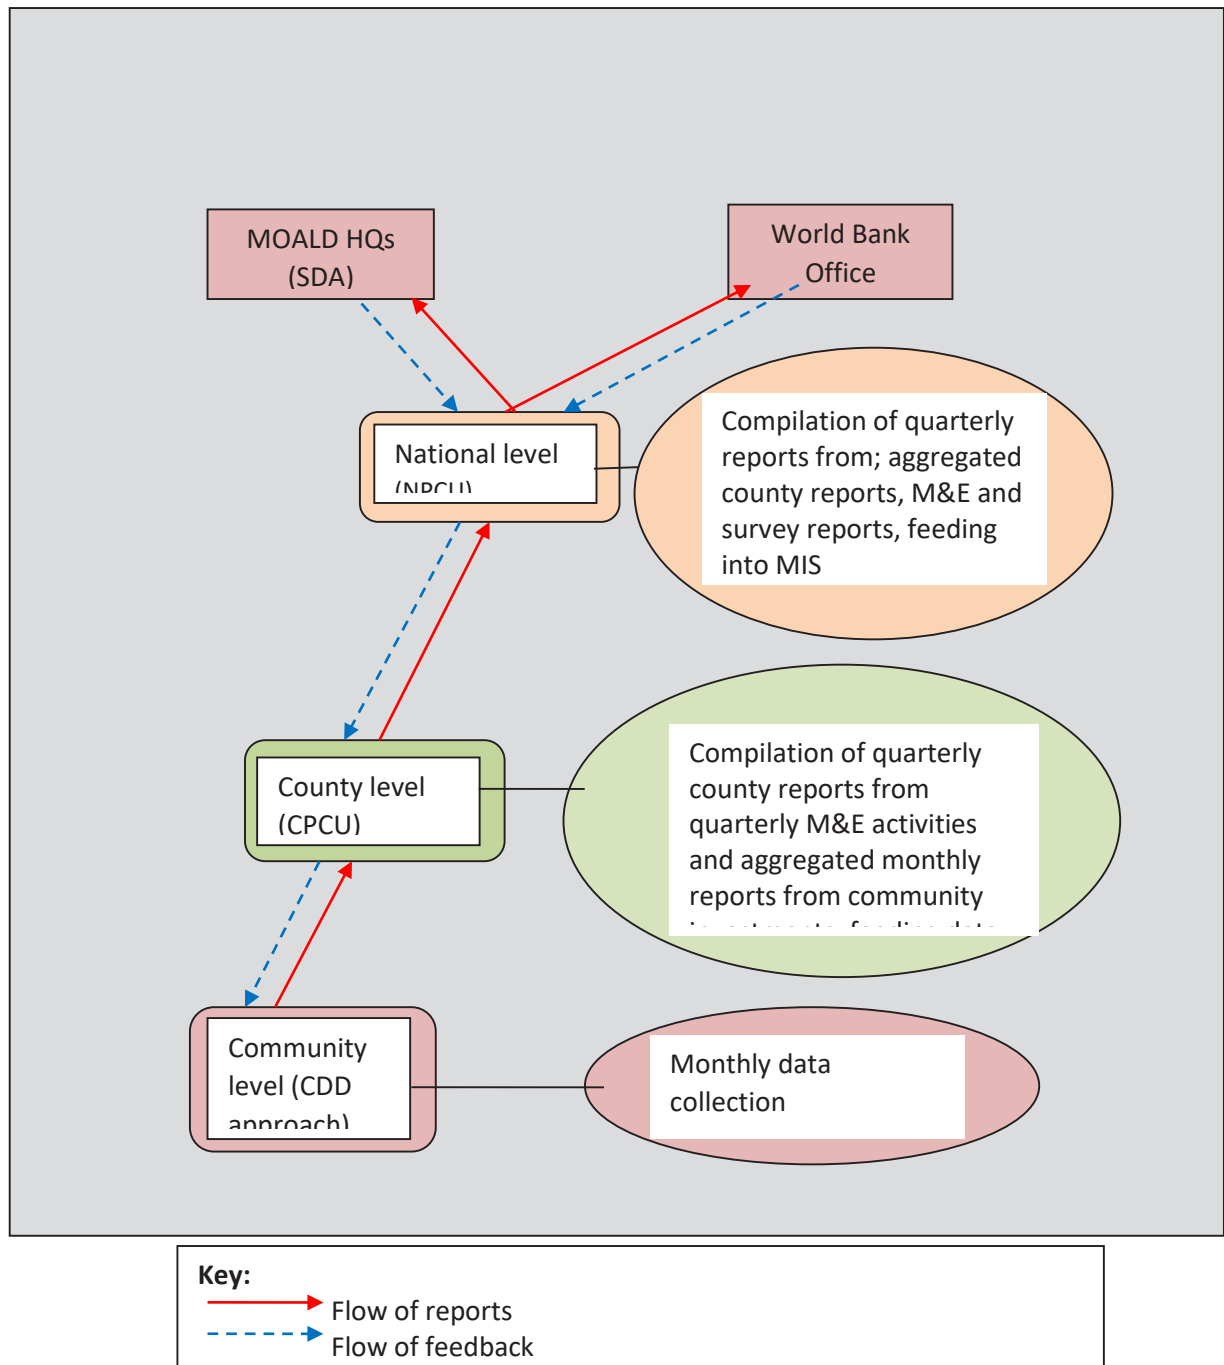 MOALD HQs
(SDA)
World Bank
Office
National level
(NPCU)
Compilation of quarterly
reports from; aggregated
county reports, M&E and
survey reports, feeding
into MIS
County level
(CPCU)
Compilation of quarterly
county reports from
quarterly M&E activities
and aggregated monthly
reports from community
Community
level (CDD
approach)
Monthly data
collection
Key:
Flow of reports
Flow of feedback